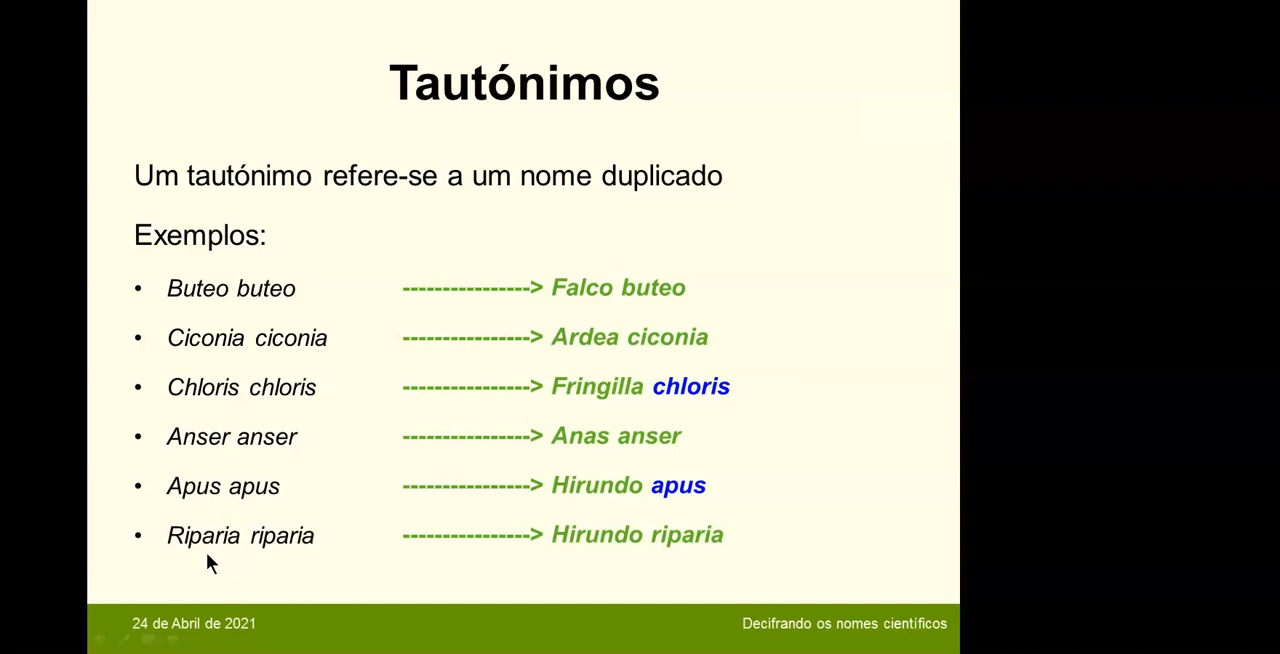 Tautónimos
Um tautónimo refere-se a um nome duplicado
Exemplos:
• Buteo buteo ----------------> Falco buteo
• Ciconia ciconia ----------------> Ardea ciconia
• Chloris chloris ----------------> Fringilla chloris
• Anser anser ----------------> Anas anser
• Apus apus ----------------> Hirundo apus
• Riparia riparia ----------------> Hirundo riparia
24 de Abril de 2021 Decifrando os nomes científicos